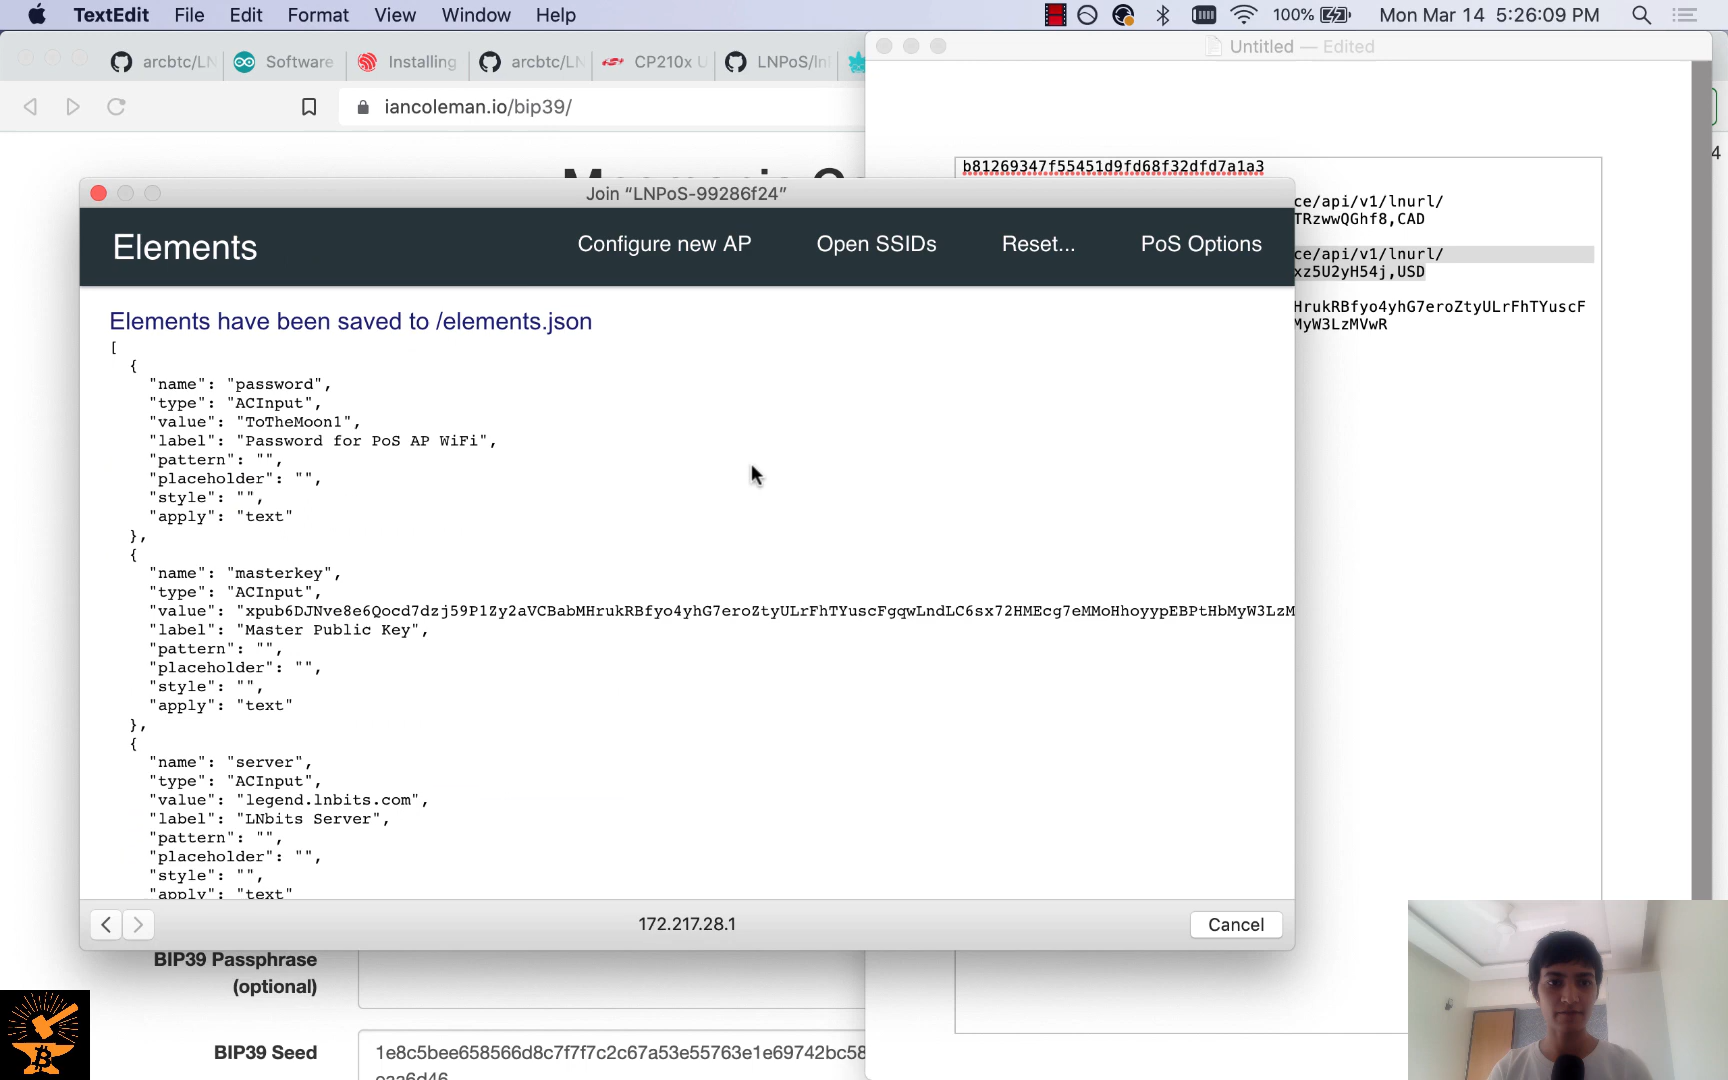 TextEdit File Edit Format View Window Help
100% Mon Mar 14 5:26:09 PM
arcbtc/LN Software Installing arcbtc/LN CP210x U LNPoS/ln
Untitled — Edited
iancoleman.io/bip39/
4
b81269347f55451d9fd68f32dfd7a1a3
Join “LNPoS-99286f24”
ce/api/v1/lnurl/
TRzwwQGhf8,CAD
ce/api/v1/lnurl/
xz5U2yH54j,USD
HrukRBfyo4yhG7eroZtyULrFhTYuscF
MyW3LzMVwR
Elements Configure new AP Open SSIDs Reset... PoS Options
Elements have been saved to /elements.json
[
{
"name": "password",
"type": "ACInput",
"value": "ToTheMoon1",
"label": "Password for PoS AP WiFi",
"pattern": "",
"placeholder": "",
"style": "",
"apply": "text"
},
{
"name": "masterkey",
"type": "ACInput",
"value": "xpub6DJNve8e6Qocd7dzj59P1Zy2aVCBabMHrukRBfyo4yhG7eroZtyULrFhTYuscFgqwLndLC6sx72HMEcg7eMMoHhoyypEBPtHbMyW3LzM
"label": "Master Public Key",
"pattern": "",
"placeholder": "",
"style": "",
"apply": "text"
},
{
"name": "server",
"type": "ACInput",
"value": "legend.lnbits.com",
"label": "LNbits Server",
"pattern": "",
"placeholder": "",
"style": "",
"apply": "text"
172.217.28.1
Cancel
BIP39 Passphrase
(optional)
BIP39 Seed
1e8c5bee658566d8c7f7f7c2c67a53e55763e1e69742bc58